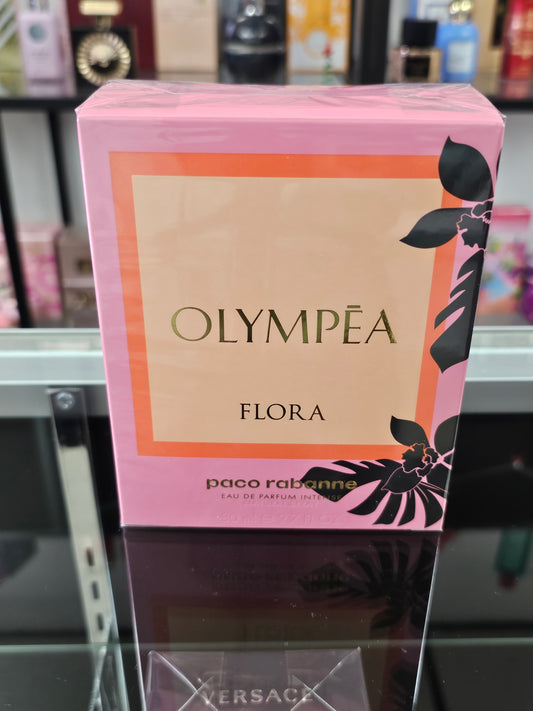 OLYMPĒA
FLORA
paco rabanne
EAU DE PARFUM INTENSE
VERSACE